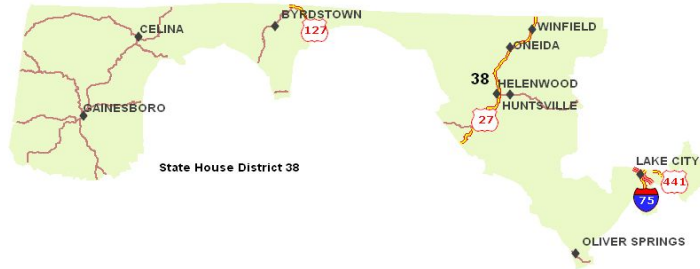 CELINA
BYRDSTOWN
127
WINFIELD
ONEIDA
38
HELENWOOD
HUNTSVILLE
GAINESBORO
27
State House District 38
LAKE CITY
441
75
OLIVER SPRINGS